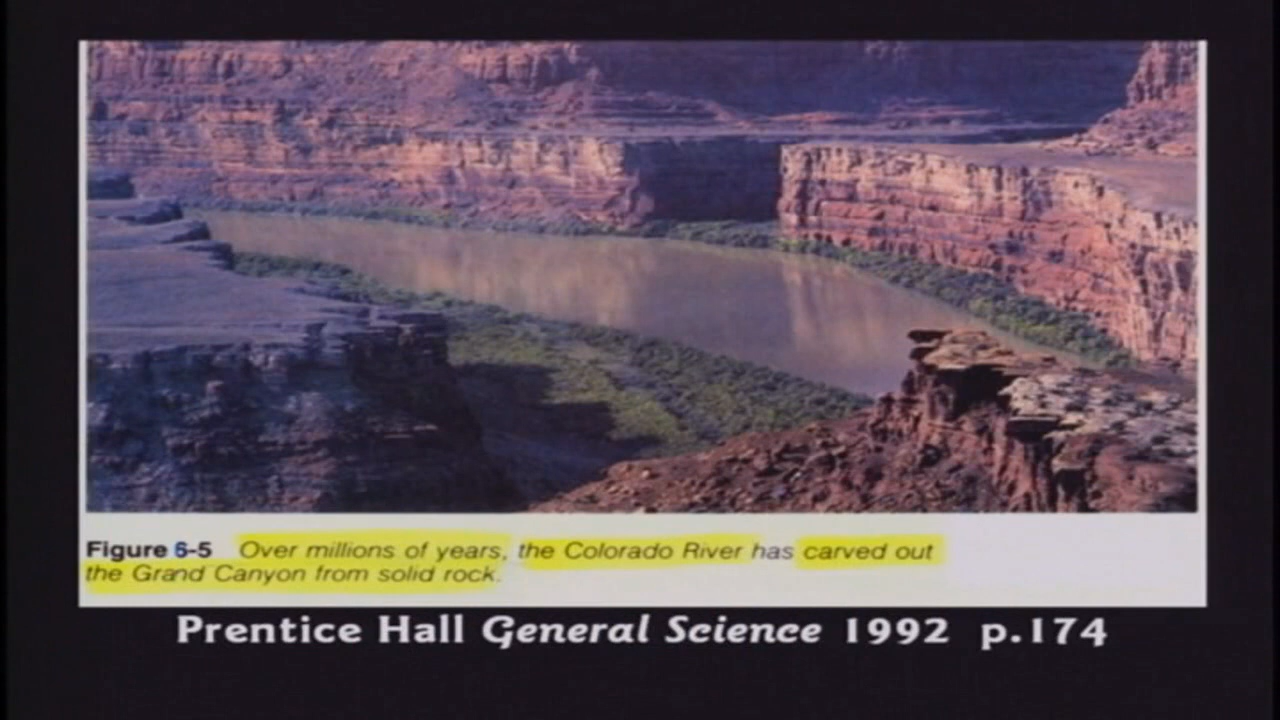 Figure 6-5 Over millions of years, the Colorado River has carved out
the Grand Canyon from solid rock.
Prentice Hall General Science 1992 p.174